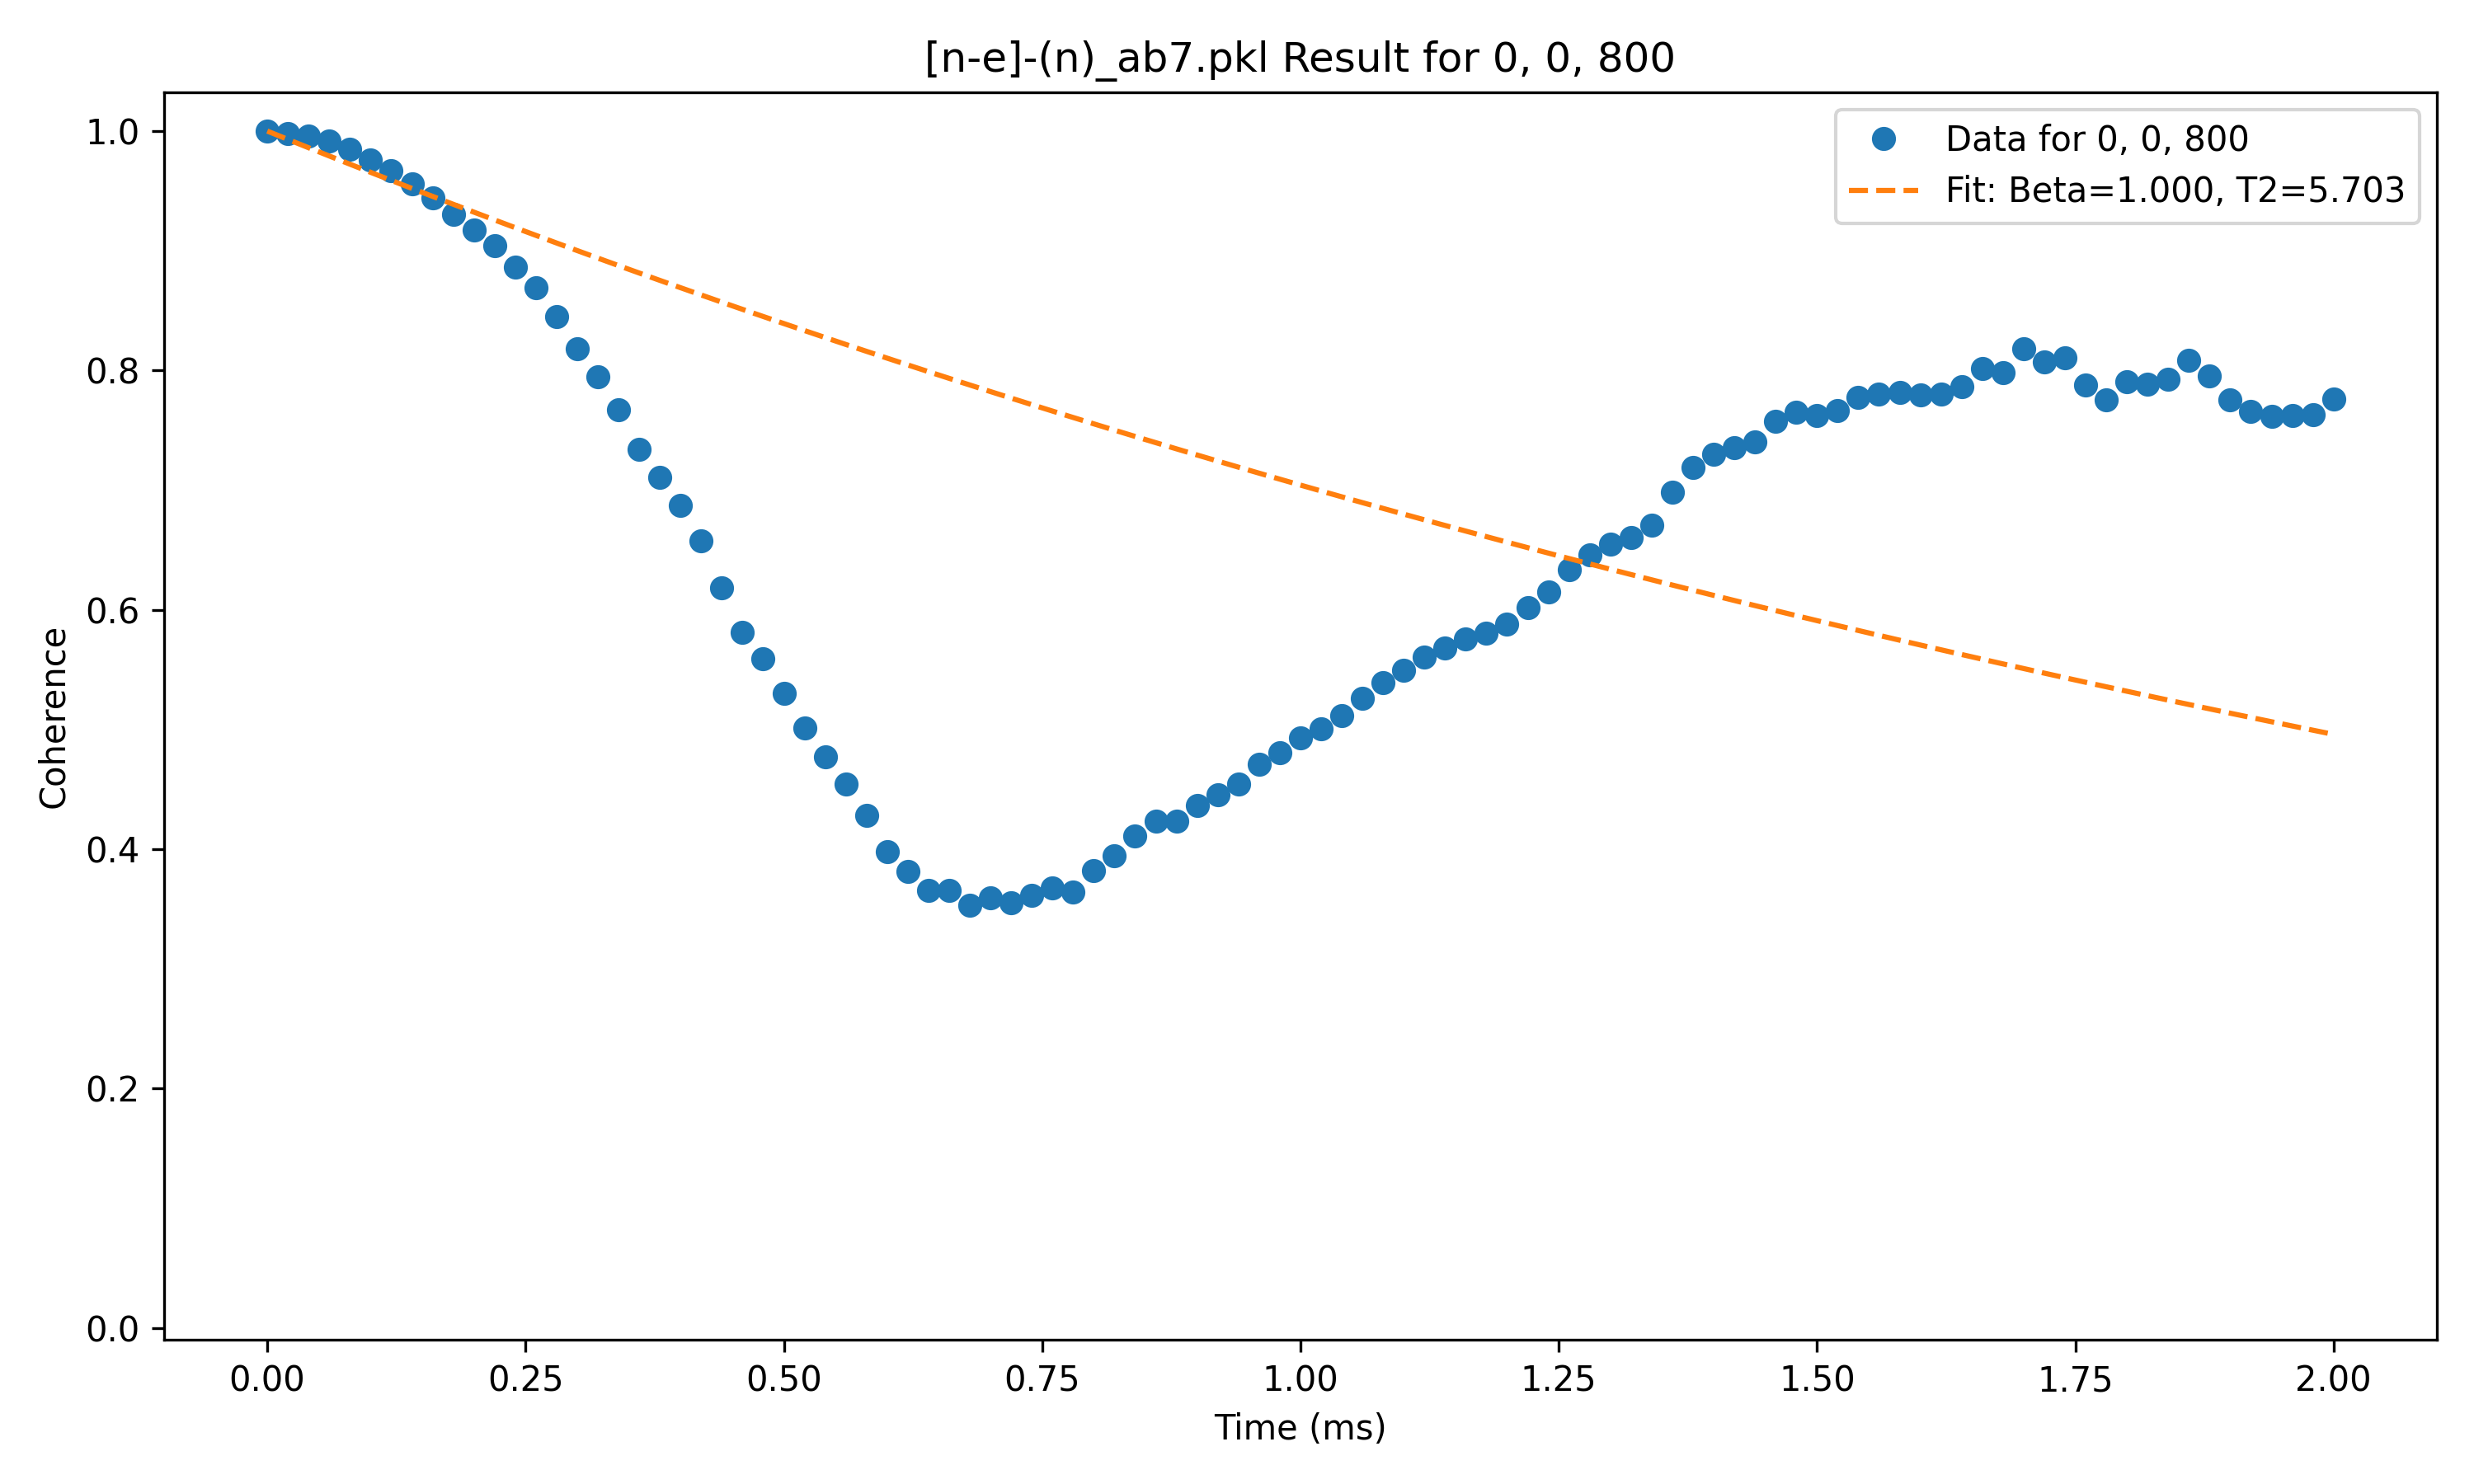 [n-e]-(n)_ab7.pkl Result for 0, 0, 800
Data for 0, 0, 800
Fit: Beta=1.000, T2=5.703
Coherence
1.0
0.8
0.6
0.4
0.2
0.0
0.00 0.25 0.50 0.75 1.00 1.25 1.50 1.75 2.00
Time (ms)